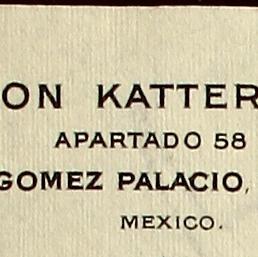 ON KATTER
APARTADO 58
GOMEZ PALACIO,
MEXICO.